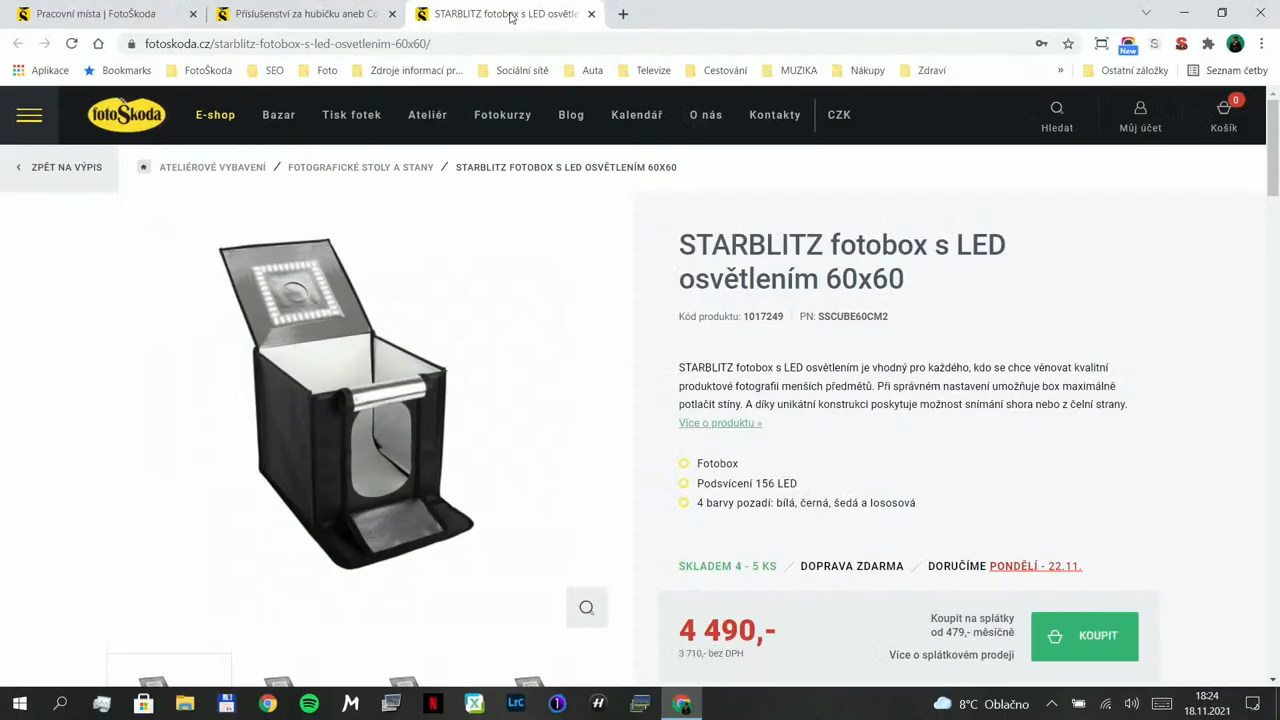 Pracovní místa | FotoŠkoda
Příslušenství za hubičku aneb Co
STARBLITZ fotobox s LED osvětle
fotoskoda.cz/starblitz-fotobox-s-led-osvetlenim-60x60/
New
Aplikace
Bookmarks
FotoŠkoda
SEO
Foto
Zdroje informací pr...
Sociální sítě
Auta
Televize
Cestování
MUZIKA
Nákupy
Zdraví
»
Ostatní záložky
Seznam četby
fotoŠkoda
E-shop
Bazar
Tisk fotek
Ateliér
Fotokurzy
Blog
Kalendář
O nás
Kontakty
CZK
Hledat
Můj účet
0
Košík
ZPĚT NA VÝPIS
ATELIÉROVÉ VYBAVENÍ / FOTOGRAFICKÉ STOLY A STANY / STARBLITZ FOTOBOX S LED OSVĚTLENÍM 60X60
STARBLITZ fotobox s LED
osvětlením 60x60
Kód produktu: 1017249
PN: SSCUBE60CM2
STARBLITZ fotobox s LED osvětlením je vhodný pro každého, kdo se chce věnovat kvalitní
produktové fotografii menších předmětů. Při správném nastavení umožňuje box maximálně
potlačit stíny. A díky unikátní konstrukci poskytuje možnost snímání shora nebo z čelní strany.
Více o produktu »
Fotobox
Podsvícení 156 LED
4 barvy pozadí: bílá, černá, šedá a lososová
SKLADEM 4 - 5 KS / DOPRAVA ZDARMA / DORUČÍME PONDĚLÍ - 22.11.
4 490,-
3 710,- bez DPH
Koupit na splátky
od 479,- měsíčně
Více o splátkovém prodeji
KOUPIT
Lrc
8°C Oblačno
18:24
18.11.2021